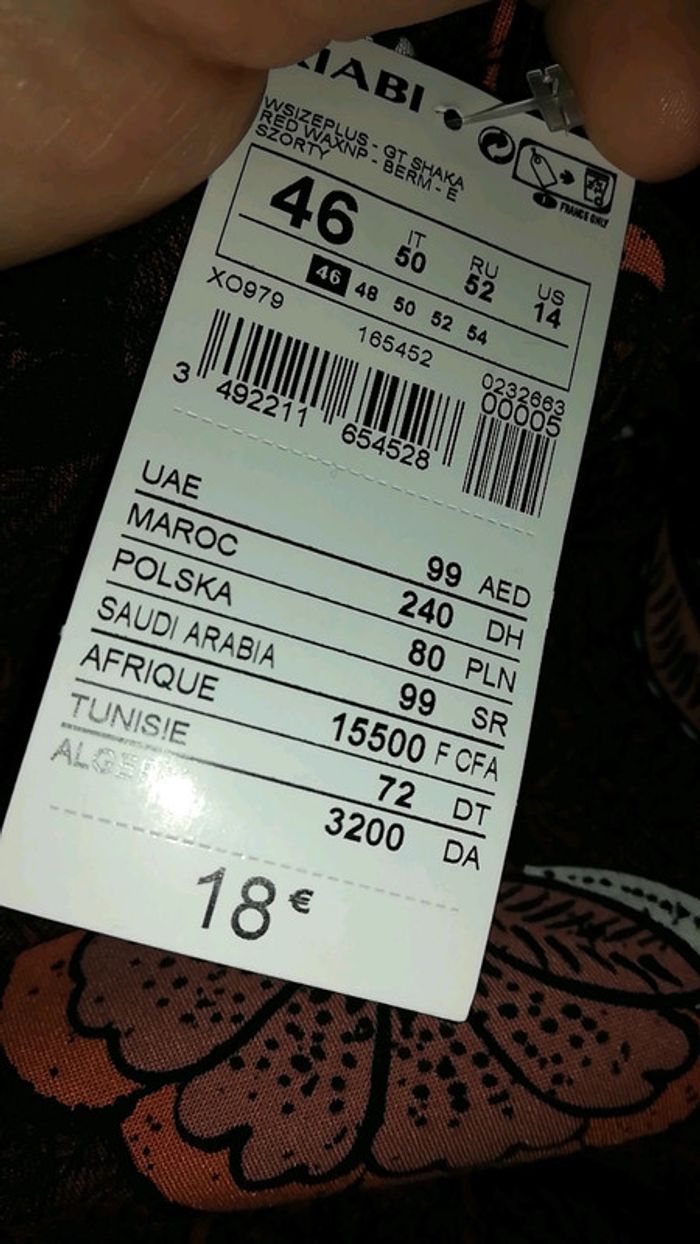 KIABI
WSIZEPLUS - GT SHAKA
RED WAXNP - BERM - E
SZORTY
FRANCE ONLY
46
IT
50
RU
52
US
14
46 48 50 52 54
XO979
165452
0232663
00005
3 492211 654528
UAE 99 AED
MAROC 240 DH
POLSKA 80 PLN
SAUDI ARABIA 99 SR
AFRIQUE 15500 F CFA
TUNISIE 72 DT
3200 DA
18 €